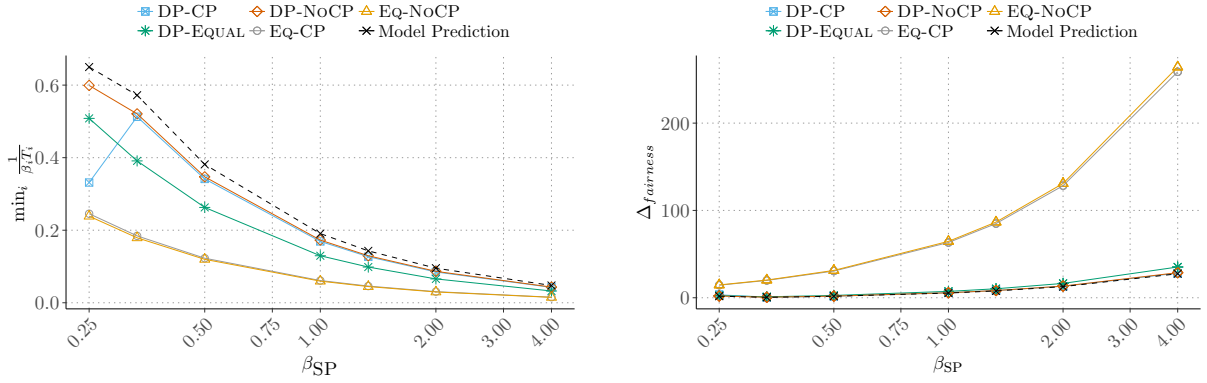 DP-CP DP-NoCP Eq-NoCP
DP-Equal Eq-CP Model Prediction
0.6
0.4
0.2
0.0
min_i 1/(β_i T_i)
0.25 0.50 0.75 1.00 2.00 3.00 4.00
β_SP
DP-CP DP-NoCP Eq-NoCP
DP-Equal Eq-CP Model Prediction
200
100
0
Δ_fairness
0.25 0.50 0.75 1.00 2.00 3.00 4.00
β_SP